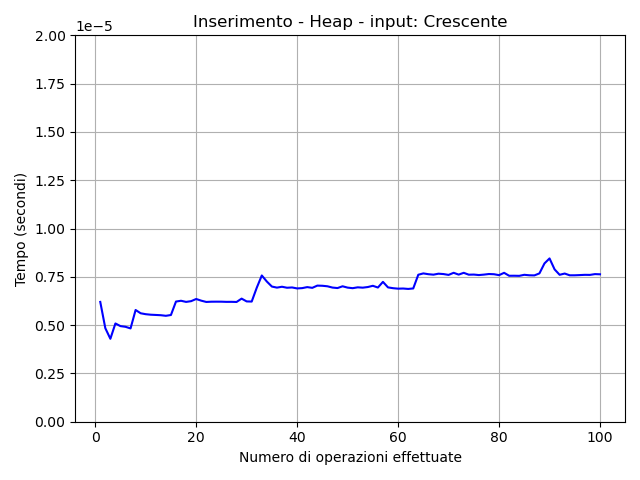 Inserimento - Heap - input: Crescente
1e−5
2.00
1.75
1.50
1.25
1.00
0.75
0.50
0.25
0.00
Tempo (secondi)
0 20 40 60 80 100
Numero di operazioni effettuate